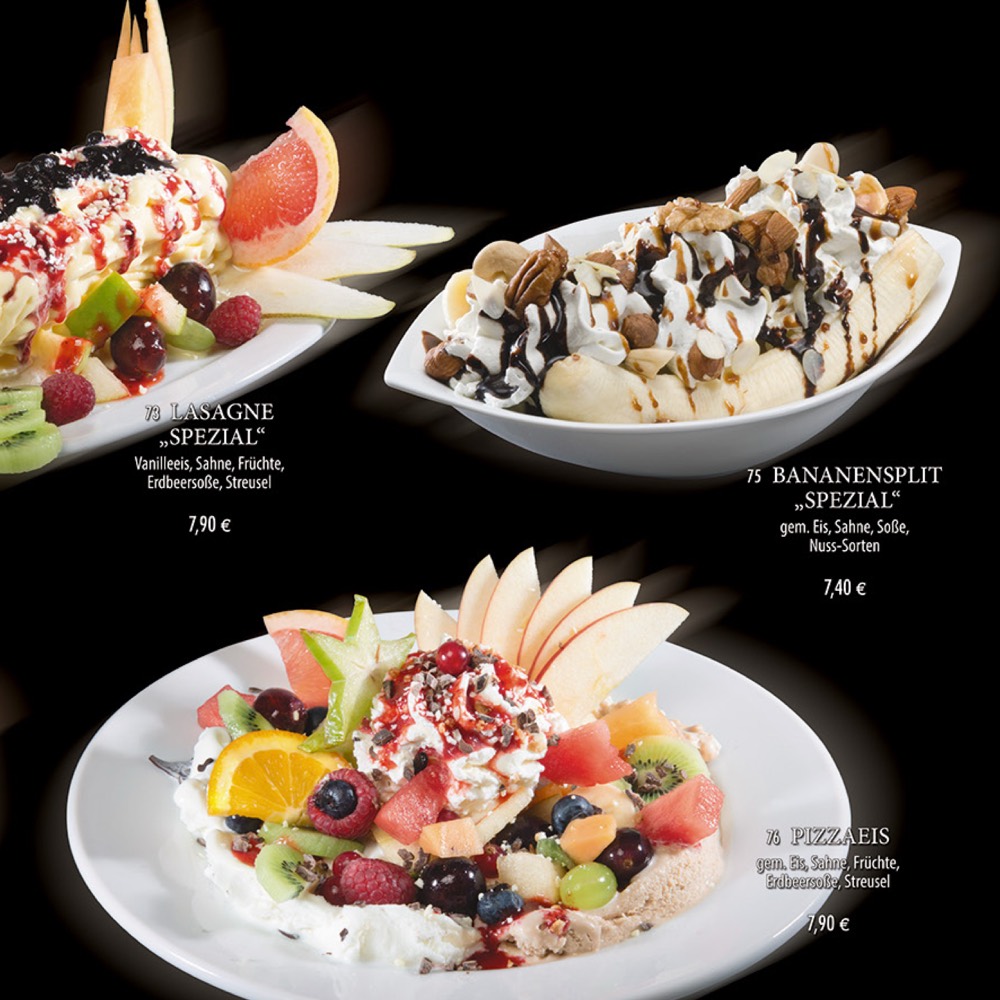 73 LASAGNE
„SPEZIAL“
Vanilleeis, Sahne, Früchte,
Erdbeersoße, Streusel
7,90 €
75 BANANENSPLIT
„SPEZIAL“
gem. Eis, Sahne, Soße,
Nuss-Sorten
7,40 €
76 PIZZAEIS
gem. Eis, Sahne, Früchte,
Erdbeersoße, Streusel
7,90 €